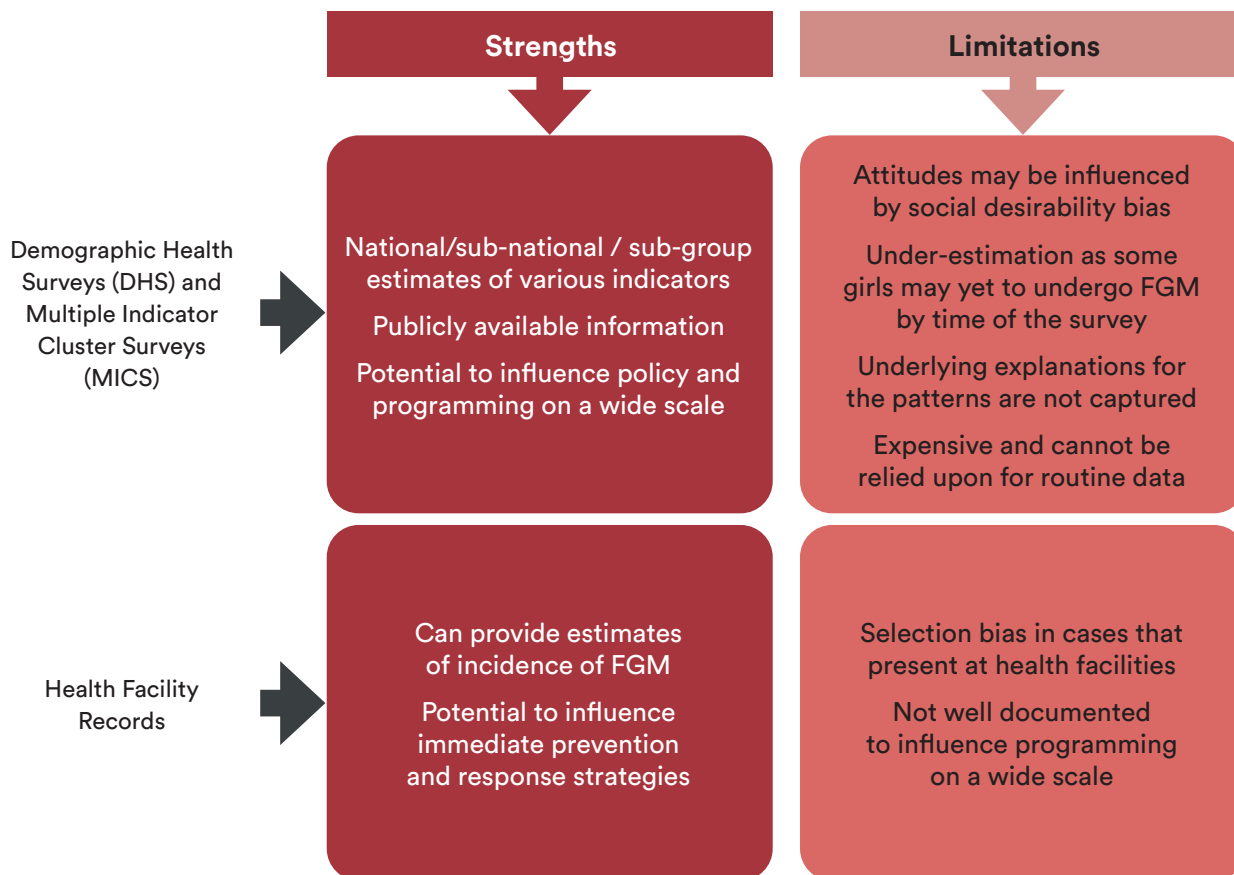 Strengths
Limitations
Demographic Health
Surveys (DHS) and
Multiple Indicator
Cluster Surveys
(MICS)
National/sub-national / sub-group
estimates of various indicators
Publicly available information
Potential to influence policy and
programming on a wide scale
Attitudes may be influenced
by social desirability bias
Under-estimation as some
girls may yet to undergo FGM
by time of the survey
Underlying explanations for
the patterns are not captured
Expensive and cannot be
relied upon for routine data
Health Facility
Records
Can provide estimates
of incidence of FGM
Potential to influence
immediate prevention
and response strategies
Selection bias in cases that
present at health facilities
Not well documented
to influence programming
on a wide scale